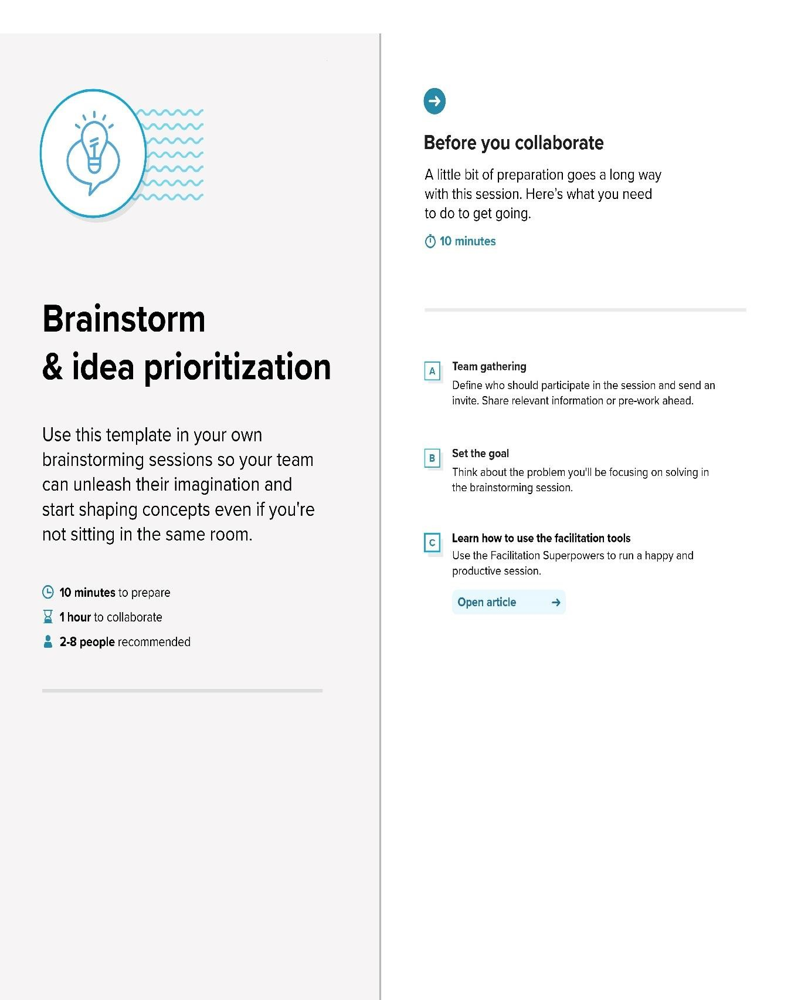 Brainstorm
& idea prioritization
Use this template in your own
brainstorming sessions so your team
can unleash their imagination and
start shaping concepts even if you're
not sitting in the same room.
10 minutes to prepare
1 hour to collaborate
2-8 people recommended
Before you collaborate
A little bit of preparation goes a long way
with this session. Here’s what you need
to do to get going.
10 minutes
A Team gathering
Define who should participate in the session and send an
invite. Share relevant information or pre-work ahead.
B Set the goal
Think about the problem you'll be focusing on solving in
the brainstorming session.
C Learn how to use the facilitation tools
Use the Facilitation Superpowers to run a happy and
productive session.
Open article